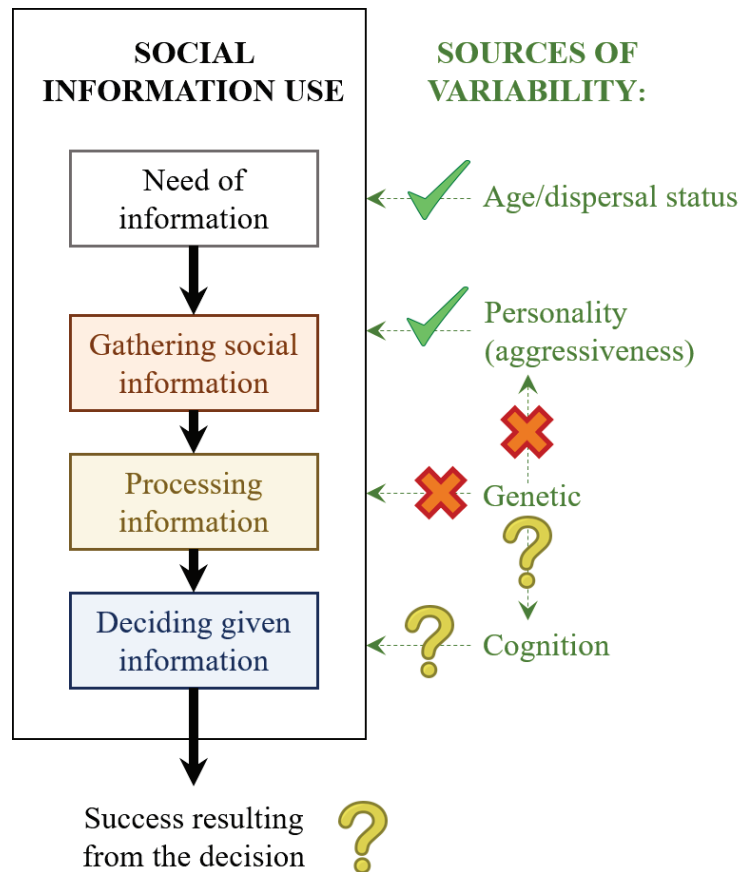 SOCIAL
INFORMATION USE
SOURCES OF
VARIABILITY:
Need of
information
Age/dispersal status
Gathering social
information
Personality
(aggressiveness)
Processing
information
Genetic
Deciding given
information
Cognition
Success resulting
from the decision